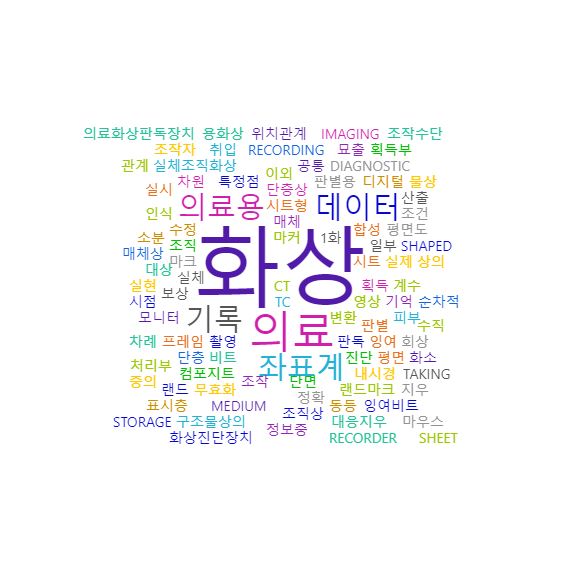 의료화상판독장치 용화상 위치관계 IMAGING 조작수단
조작자 취입 RECORDING 묘출 획득부
관계 실체조직화상 이외 공통 DIAGNOSTIC
실시 차원 특정점 단층상 판별용 디지털 물상
인식 의료용 시트형 데이터 산출 조건
수정 매체
소분 조직 마커 화상 1화 합성 평면도
매체상 마크 일부 SHAPED
대상 실체 시트 실제 상의
실현 보상 CT 획득 계수
시점 TC 영상 기억 순차적
모니터 기록 의료 변환 판별 피부 수직
차례 프레임 촬영 판독 잉여 회상
처리부 단층 비트 좌표계 진단 평면 화소
컴포지트 조작 단면 내시경 TAKING
증의 랜드 무효화 정확 랜드마크 지우
표시층 MEDIUM 조직상 동등 잉여비트
STORAGE 구조물상의 정보중 대응지우 마우스
화상진단장치 RECORDER SHEET